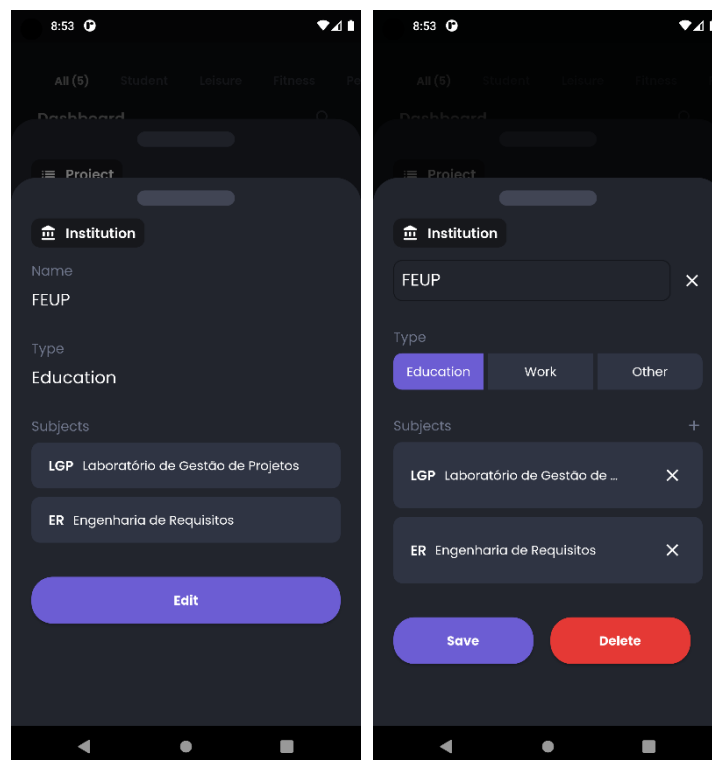 8:53
All (5) Student Leisure Fitness Pe
Dashboard
Project
Institution
Name
FEUP
Type
Education
Subjects
LGP Laboratório de Gestão de Projetos
ER Engenharia de Requisitos
Edit
8:53
All (5) Student Leisure Fitness
Dashboard
Project
Institution
FEUP
Type
Education Work Other
Subjects +
LGP Laboratório de Gestão de ...
ER Engenharia de Requisitos
Save Delete